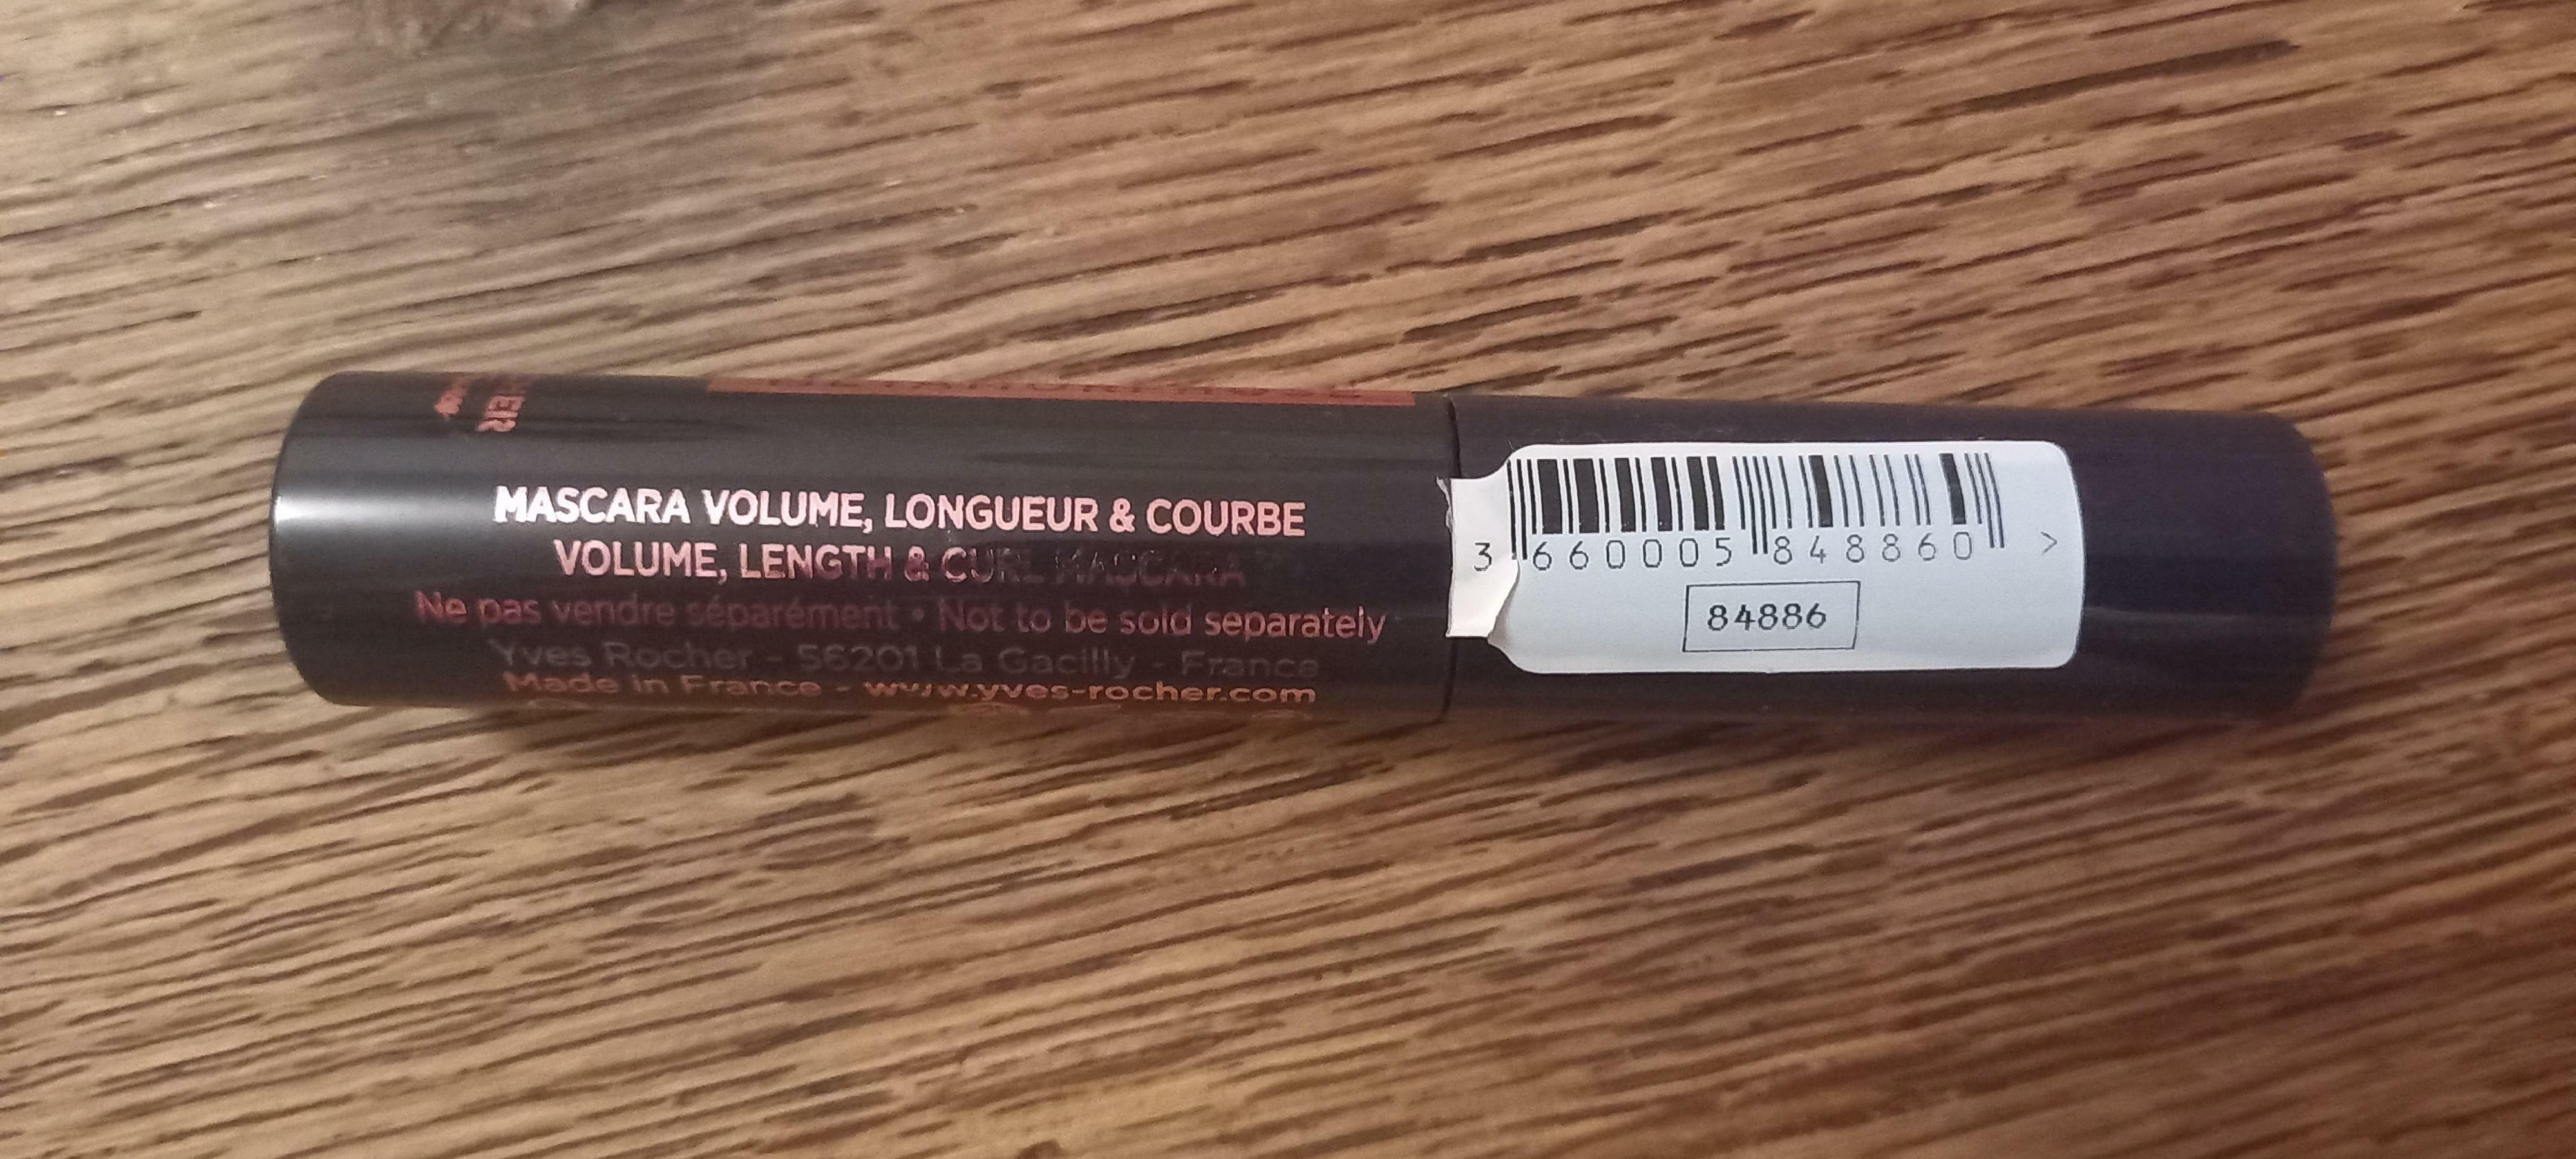 MASCARA VOLUME, LONGUEUR & COURBE
VOLUME, LENGTH & CURL MASCARA
Ne pas vendre séparément • Not to be sold separately
Yves Rocher - 56201 La Gacilly - France
Made in France - www.yves-rocher.com
3 660005 848860 >
84886